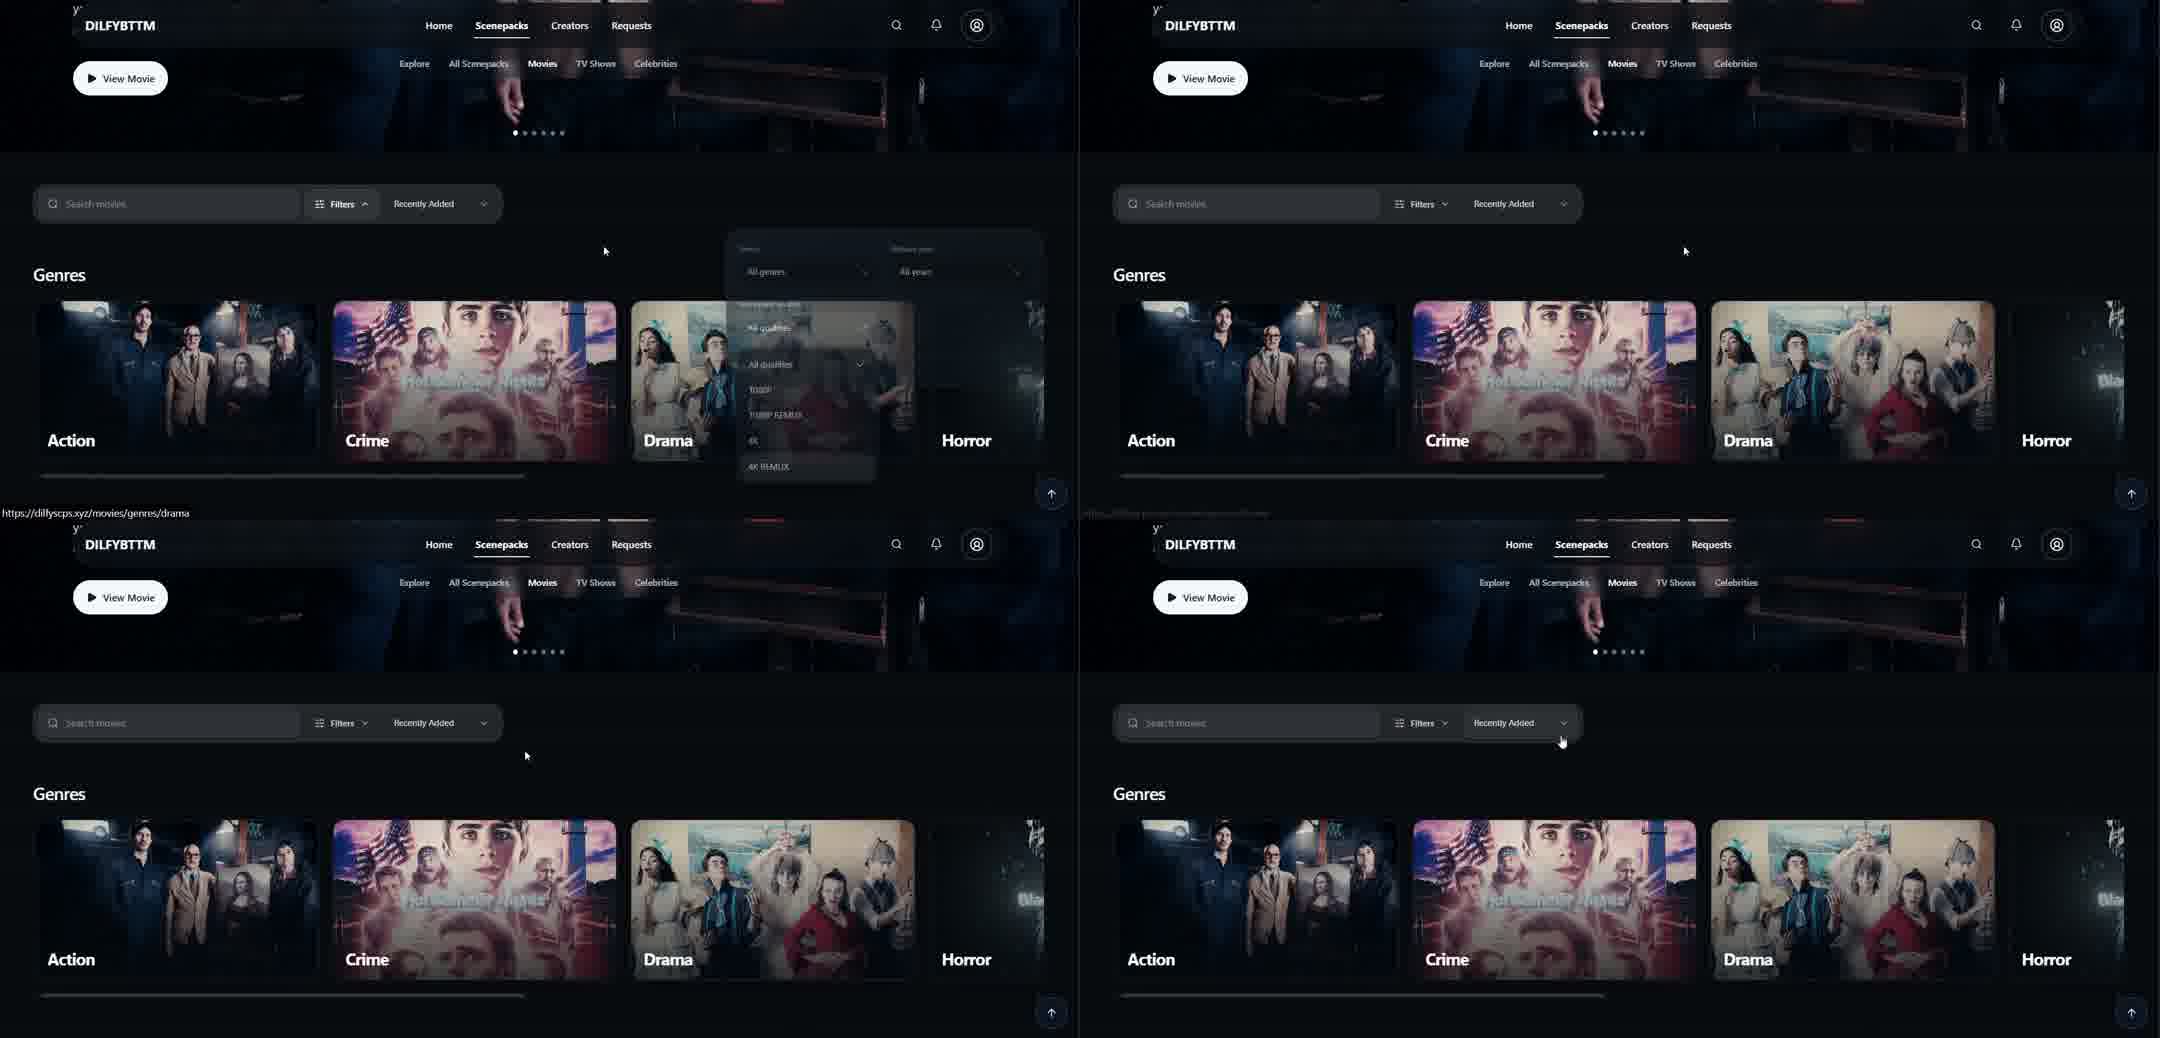 DILFYBTTM Home Scenepacks Creators Requests
Explore All Scenepacks Movies TV Shows Celebrities
View Movie
Search movies Filters Recently Added
All genres All years
Genres
All qualities
All qualities
1080P
1080P REMUX
4K
4K REMUX
Action Crime Drama Horror
https://dilfyscps.xyz/movies/genres/drama
DILFYBTTM Home Scenepacks Creators Requests
Explore All Scenepacks Movies TV Shows Celebrities
View Movie
Search movies Filters Recently Added
Genres
Action Crime Drama Horror
DILFYBTTM Home Scenepacks Creators Requests
Explore All Scenepacks Movies TV Shows Celebrities
View Movie
Search movies Filters Recently Added
Genres
Action Crime Drama Horror
DILFYBTTM Home Scenepacks Creators Requests
Explore All Scenepacks Movies TV Shows Celebrities
View Movie
Search movies Filters Recently Added
Genres
Action Crime Drama Horror